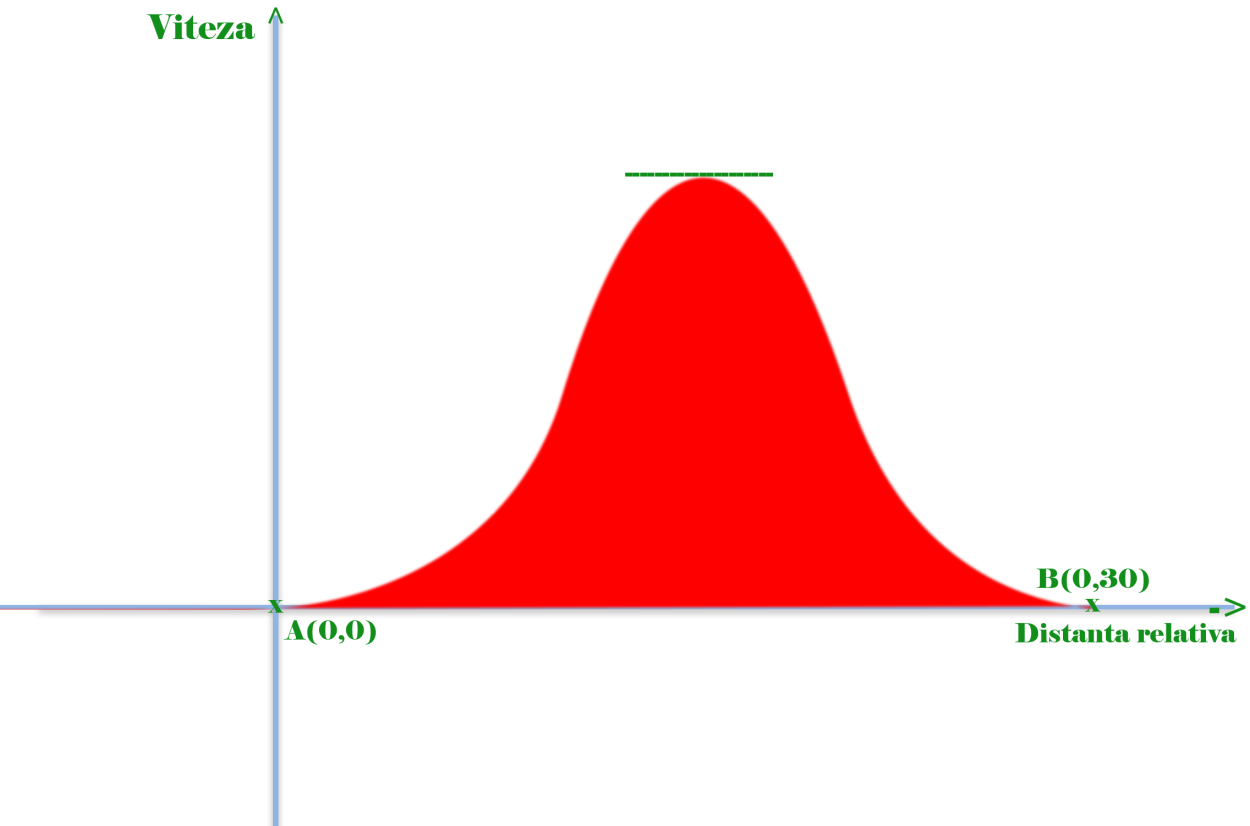 Viteza
B(0,30)
x
x
A(0,0)
Distanta relativa